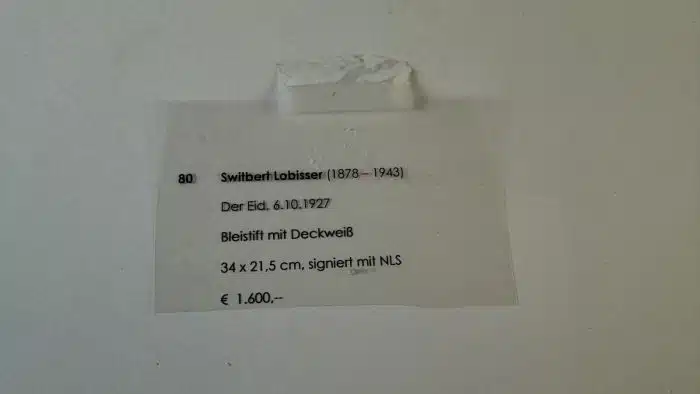 80 Switbert Lobisser (1878 – 1943)
Der Eid, 6.10.1927
Bleistift mit Deckweiß
34 x 21,5 cm, signiert mit NLS
€ 1.600,--